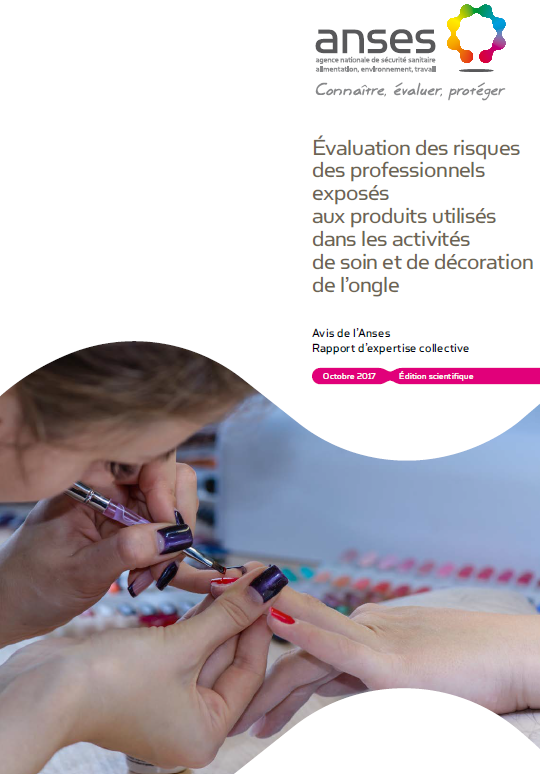 anses
agence nationale de sécurité sanitaire
alimentation, environnement, travail
Connaître, évaluer, protéger
Évaluation des risques
des professionnels
exposés
aux produits utilisés
dans les activités
de soin et de décoration
de l'ongle
Avis de l'Anses
Rapport d'expertise collective
Octobre 2017 Édition scientifique